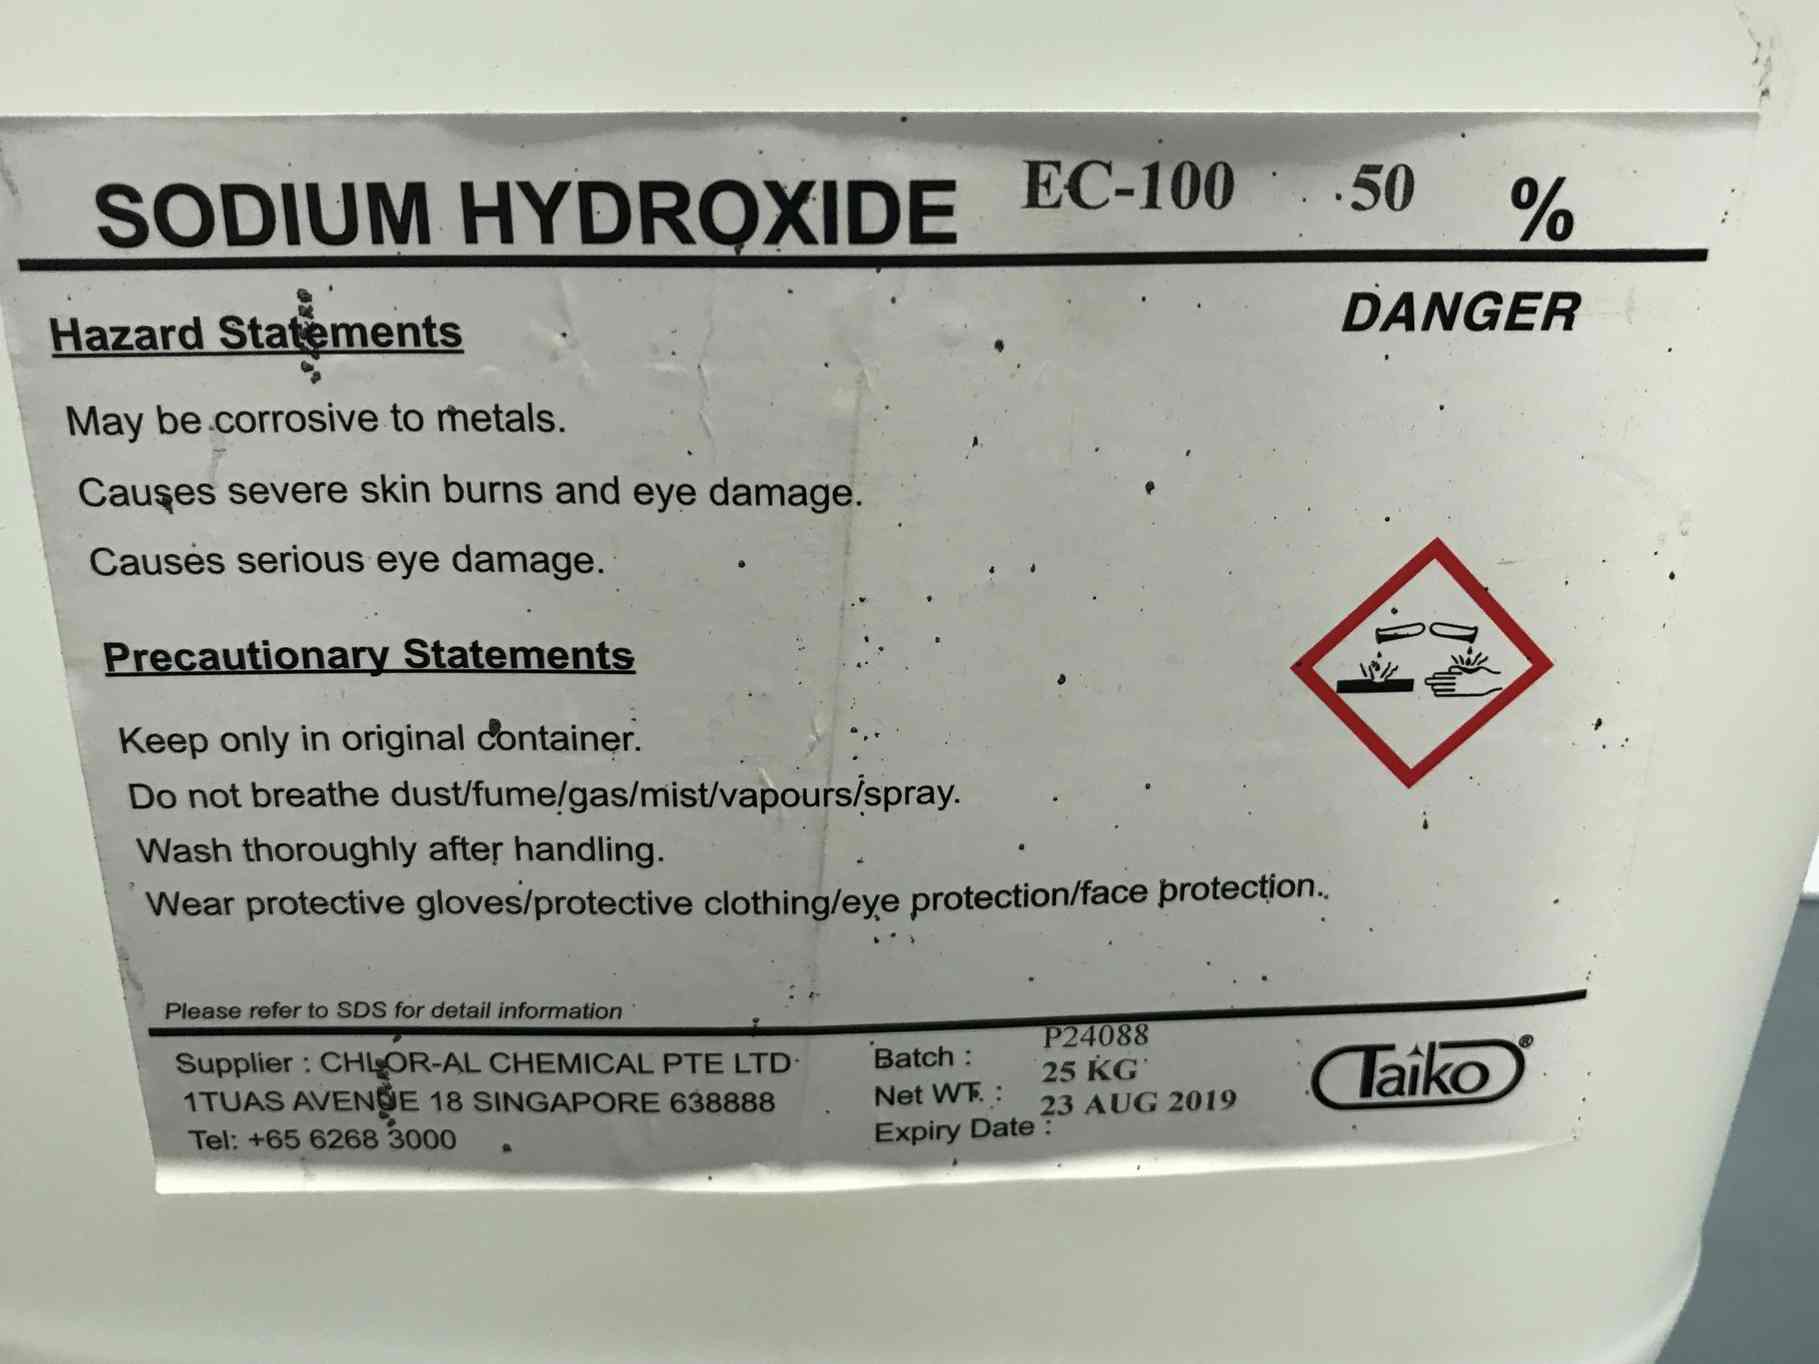 SODIUM HYDROXIDE EC-100 50 %
DANGER
Hazard Statements
May be corrosive to metals.
Causes severe skin burns and eye damage.
Causes serious eye damage.
Precautionary Statements
Keep only in original container.
Do not breathe dust/fume/gas/mist/vapours/spray.
Wash thoroughly after handling.
Wear protective gloves/protective clothing/eye protection/face protection.
Please refer to SDS for detail information
Supplier : CHLOR-AL CHEMICAL PTE LTD
1TUAS AVENUE 18 SINGAPORE 638888
Tel: +65 6268 3000
Batch : P24088
Net WT. : 25 KG
Expiry Date : 23 AUG 2019
Taiko®